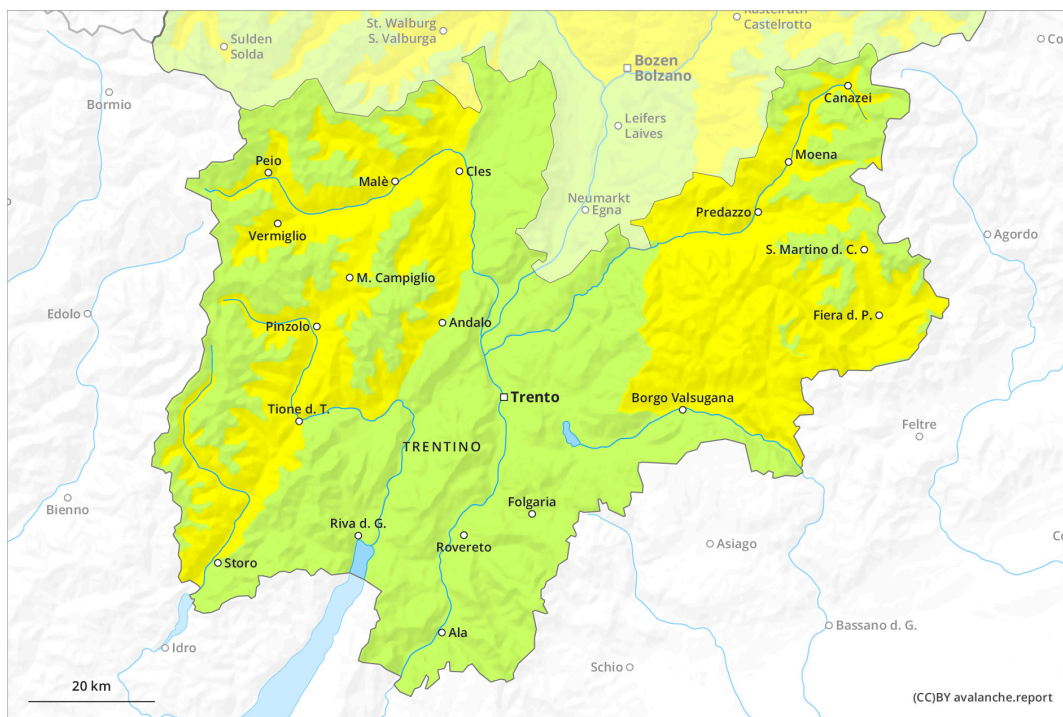 Kastelruth
Castelrotto
St. Walburg
S. Valburga
Sulden
Solda
Co
Bozen
Bolzano
Bormio
Canazei
Leifers
Laives
Moena
Peio
Malè
Cles
Neumarkt
Egna
Predazzo
Vermiglio
Agordo
S. Martino d. C.
M. Campiglio
Edolo
Pinzolo
Andalo
Fiera d. P.
Trento
Borgo Valsugana
Tione d. T.
Feltre
TRENTINO
Bienno
Folgaria
Riva d. G.
Rovereto
Asiago
Co
Storo
Ala
Bassano d. G.
Idro
Schio
20 km
(CC)BY avalanche.report